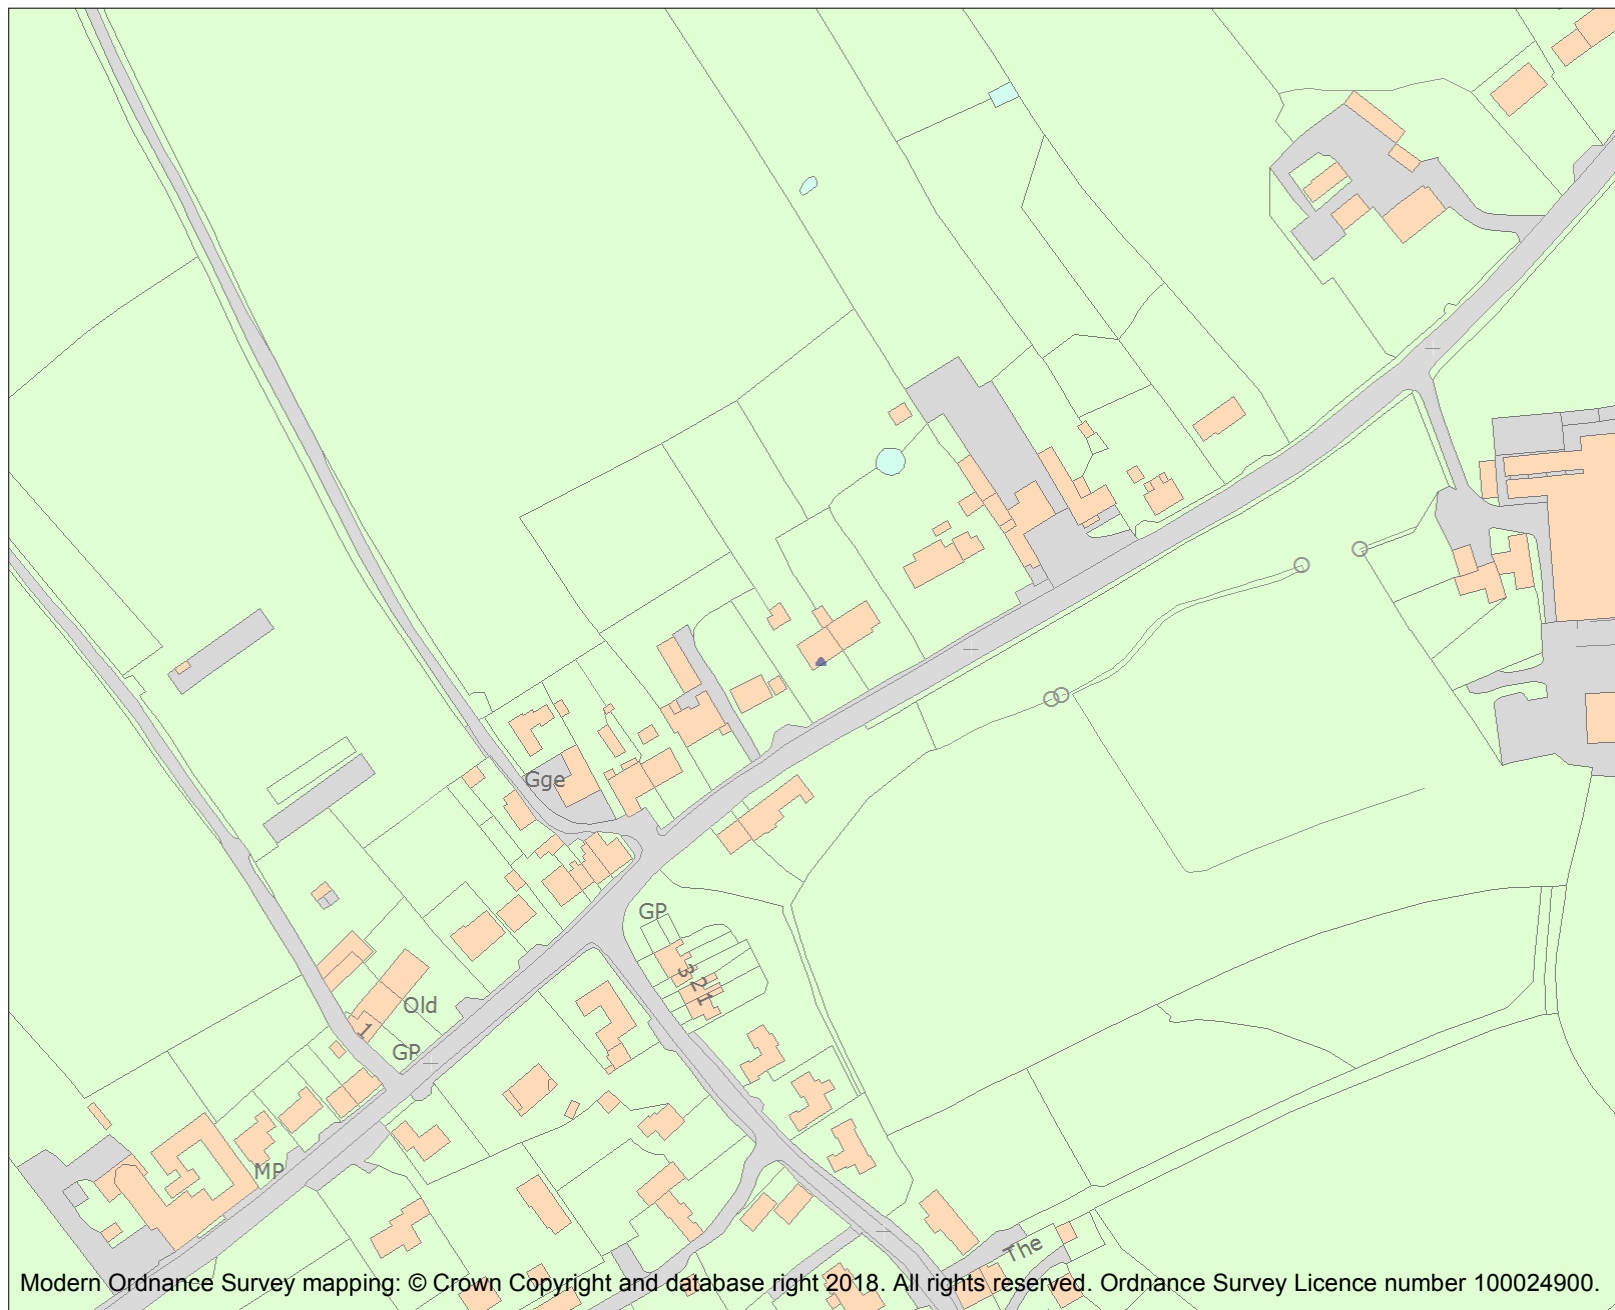 Gge
GP
3
2
1
Old
1
GP
MP
The
Modern Ordnance Survey mapping: © Crown Copyright and database right 2018. All rights reserved. Ordnance Survey Licence number 100024900.